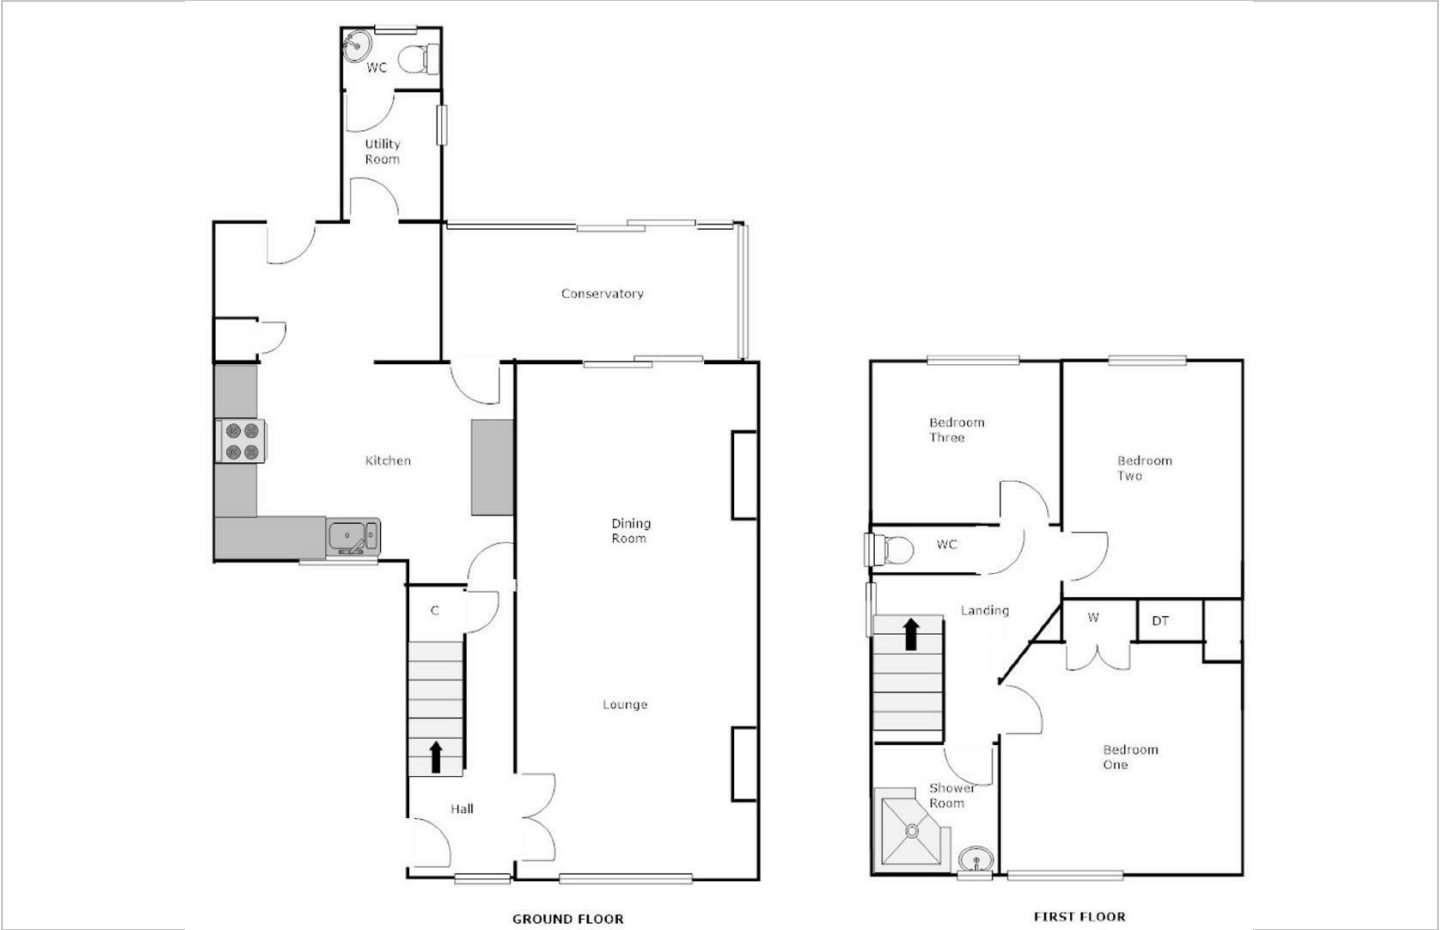 WC
Utility
Room
Conservatory
Kitchen
Dining
Room
C
Lounge
Hall
GROUND FLOOR
Bedroom
Three
Bedroom
Two
WC
Landing
W
DT
Bedroom
One
Shower
Room
FIRST FLOOR